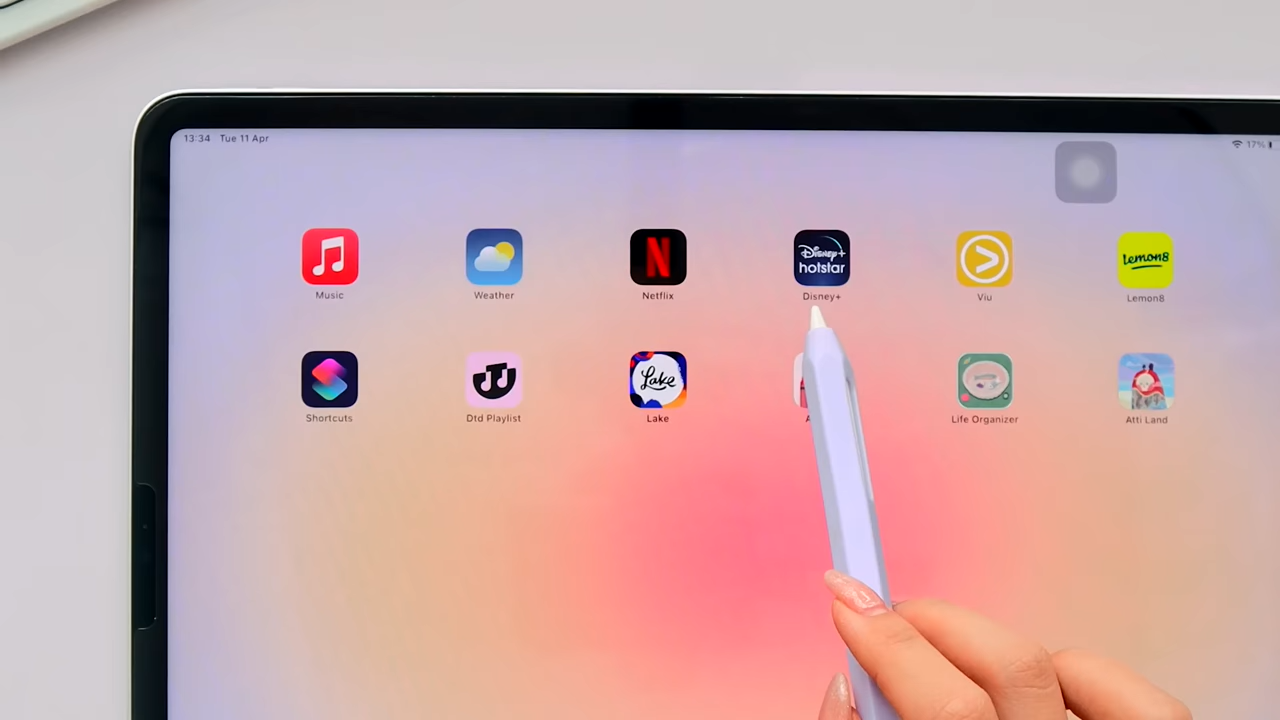 13:34 Tue 11 Apr
17%
Disney+
hotstar
lemon8
Music
Weather
Netflix
Disney+
Viu
Lemon8
Lake
Shortcuts
Dtd Playlist
Lake
Life Organizer
Atti Land